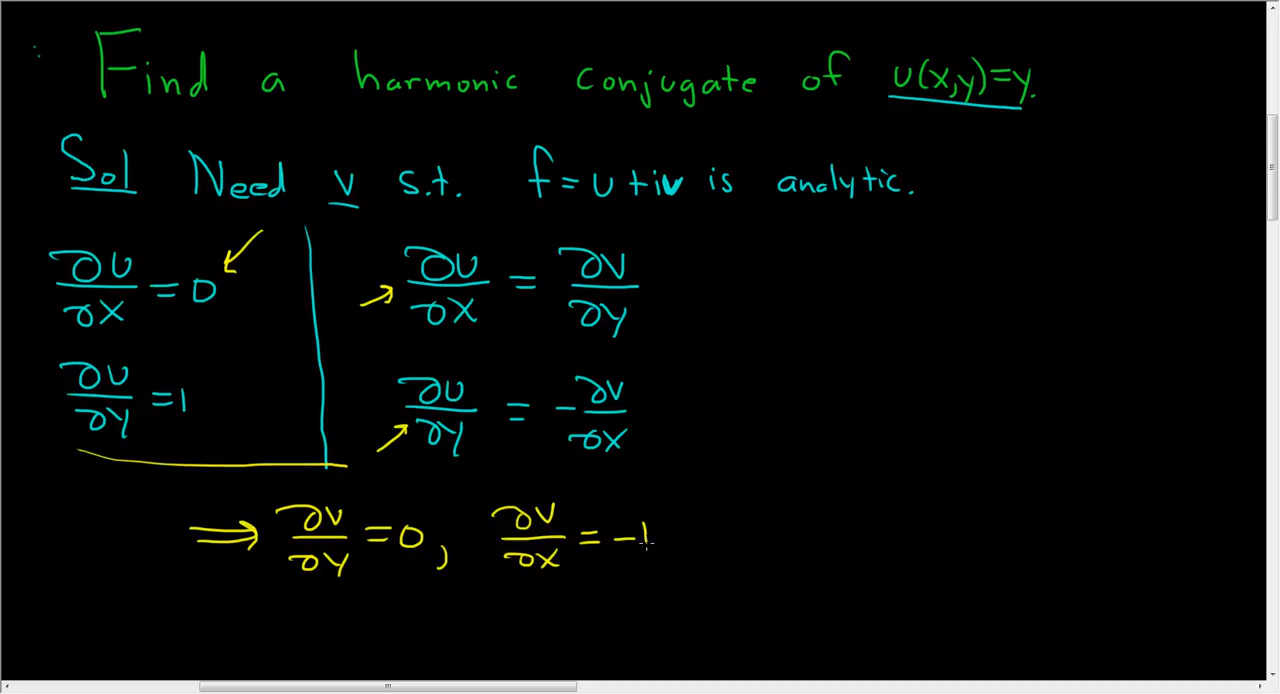 Find a harmonic conjugate of u(x,y)=y.
Sol Need v s.t. f=u+iv is analytic.
∂u/∂x = 0
∂u/∂y = 1
∂u/∂x = ∂v/∂y
∂u/∂y = -∂v/∂x
⟹ ∂v/∂y = 0, ∂v/∂x = -1